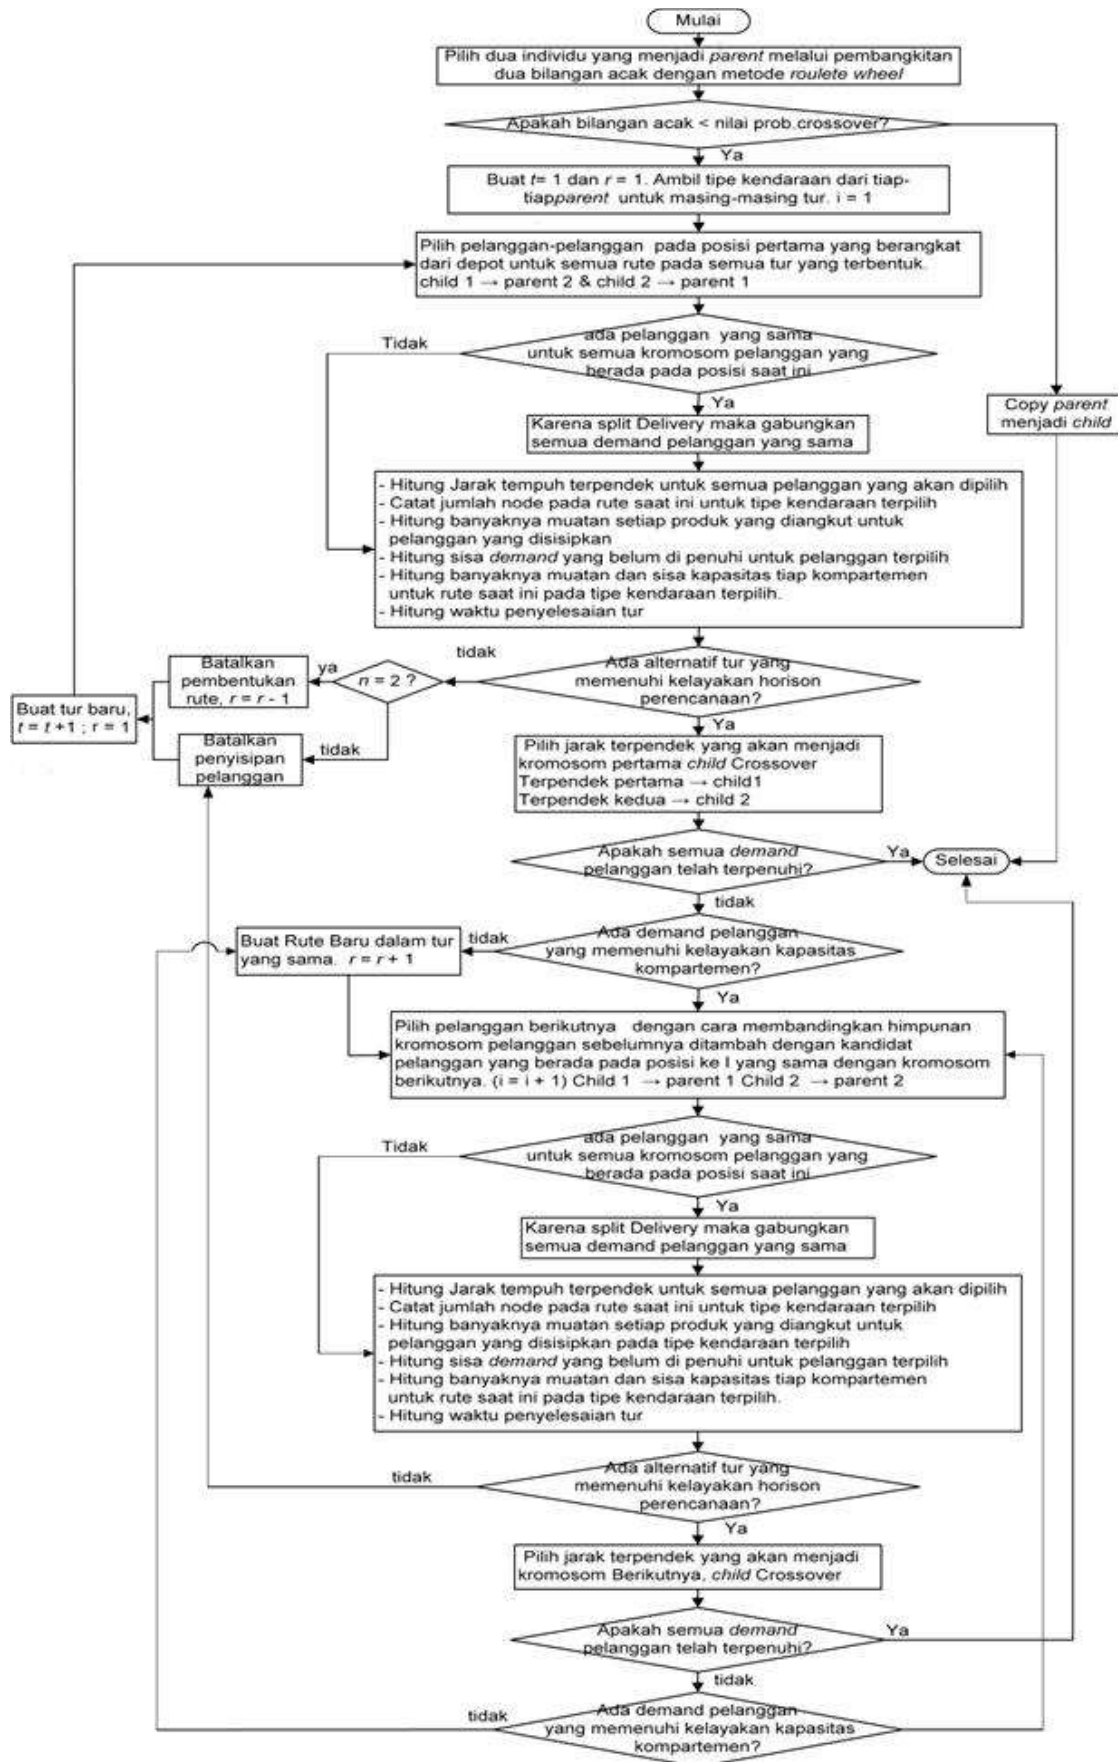 Mulai
Pilih dua individu yang menjadi parent melalui pembangkitan
dua bilangan acak dengan metode roulete wheel
Apakah bilangan acak < nilai prob.crossover?
Ya
Buat t= 1 dan r = 1. Ambil tipe kendaraan dari tiap-
tiapparent untuk masing-masing tur. i = 1
Pilih pelanggan-pelanggan pada posisi pertama yang berangkat
dari depot untuk semua rute pada semua tur yang terbentuk.
child 1 → parent 2 & child 2 → parent 1
Tidak
ada pelanggan yang sama
untuk semua kromosom pelanggan yang
berada pada posisi saat ini
Ya
Copy parent
menjadi child
Karena split Delivery maka gabungkan
semua demand pelanggan yang sama
- Hitung Jarak tempuh terpendek untuk semua pelanggan yang akan dipilih
- Catat jumlah node pada rute saat ini untuk tipe kendaraan terpilih
- Hitung banyaknya muatan setiap produk yang diangkut untuk
pelanggan yang disisipkan
- Hitung sisa demand yang belum di penuhi untuk pelanggan terpilih
- Hitung banyaknya muatan dan sisa kapasitas tiap kompartemen
untuk rute saat ini pada tipe kendaraan terpilih.
- Hitung waktu penyelesaian tur
Batalkan
pembentukan
rute, r = r - 1
ya
n = 2 ?
tidak
Ada alternatif tur yang
memenuhi kelayakan horison
perencanaan?
Buat tur baru,
t = t +1 ; r = 1
Batalkan
penyisipan
pelanggan
tidak
Ya
Pilih jarak terpendek yang akan menjadi
kromosom pertama child Crossover
Terpendek pertama → child1
Terpendek kedua → child 2
Apakah semua demand
pelanggan telah terpenuhi?
Ya
Selesai
tidak
Buat Rute Baru dalam tur
yang sama. r = r + 1
tidak
Ada demand pelanggan
yang memenuhi kelayakan kapasitas
kompartemen?
Ya
Pilih pelanggan berikutnya dengan cara membandingkan himpunan
kromosom pelanggan sebelumnya ditambah dengan kandidat
pelanggan yang berada pada posisi ke I yang sama dengan kromosom
berikutnya. (i = i + 1) Child 1 → parent 1 Child 2 → parent 2
Tidak
ada pelanggan yang sama
untuk semua kromosom pelanggan yang
berada pada posisi saat ini
Ya
Karena split Delivery maka gabungkan
semua demand pelanggan yang sama
- Hitung Jarak tempuh terpendek untuk semua pelanggan yang akan dipilih
- Catat jumlah node pada rute saat ini untuk tipe kendaraan terpilih
- Hitung banyaknya muatan setiap produk yang diangkut untuk
pelanggan yang disisipkan pada tipe kendaraan terpilih
- Hitung sisa demand yang belum di penuhi untuk pelanggan terpilih
- Hitung banyaknya muatan dan sisa kapasitas tiap kompartemen
untuk rute saat ini pada tipe kendaraan terpilih.
- Hitung waktu penyelesaian tur
tidak
Ada alternatif tur yang
memenuhi kelayakan horison
perencanaan?
Ya
Pilih jarak terpendek yang akan menjadi
kromosom Berikutnya, child Crossover
Apakah semua demand
pelanggan telah terpenuhi?
Ya
tidak
tidak
Ada demand pelanggan
yang memenuhi kelayakan kapasitas
kompartemen?